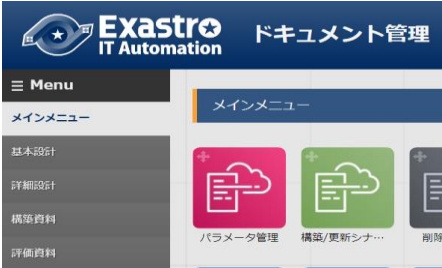 Exastro
IT Automation
ドキュメント管理
Menu
メインメニュー
メインメニュー
基本設計
詳細設計
構築資料
評価資料
パラメータ管理
構築/更新シナ…
削除